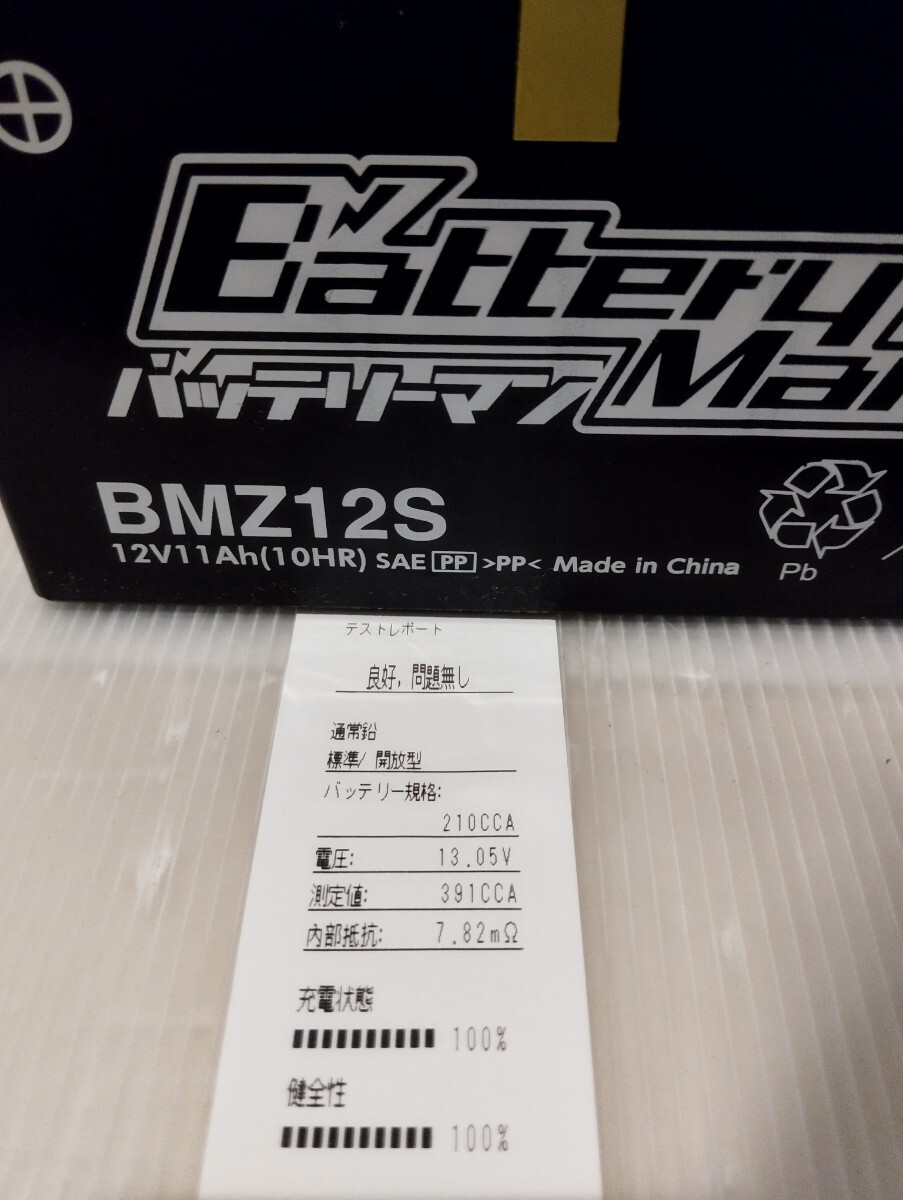 Battery
Man
バッテリーマン
BMZ12S
12V11Ah(10HR) SAE PP >PP< Made in China
Pb
テストレポート
良好, 問題無し
通常鉛
標準/ 開放型
バッテリー規格:
210CCA
電圧: 13.05V
測定値: 391CCA
内部抵抗: 7.82mΩ
充電状態
100%
健全性
100%